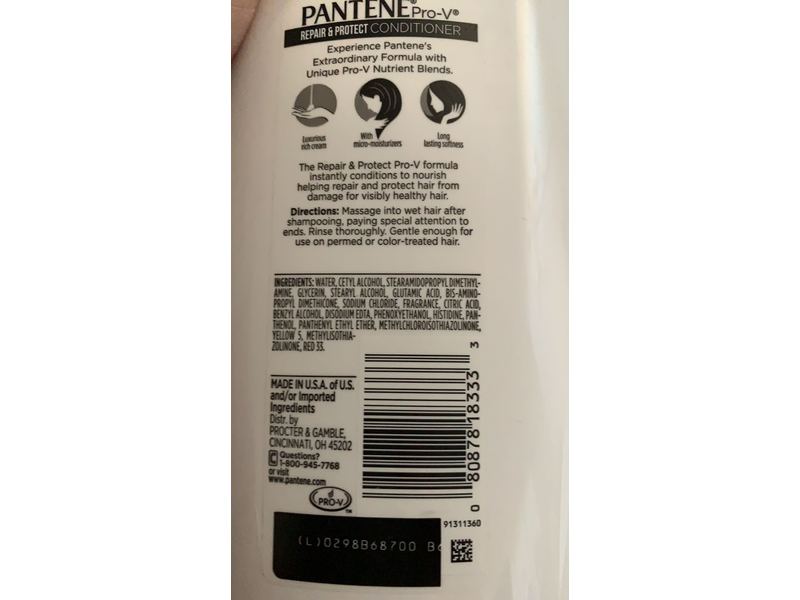 PANTENE® Pro-V®
REPAIR & PROTECT CONDITIONER
Experience Pantene's
Extraordinary Formula with
Unique Pro-V Nutrient Blends.
Luxurious
rich cream
With
micro-moisturizers
Long
lasting softness
The Repair & Protect Pro-V formula
instantly conditions to nourish
helping repair and protect hair from
damage for visibly healthy hair.
Directions: Massage into wet hair after
shampooing, paying special attention to
ends. Rinse thoroughly. Gentle enough for
use on permed or color-treated hair.
INGREDIENTS: WATER, CETYL ALCOHOL, STEARAMIDOPROPYL DIMETHYL-
AMINE, GLYCERIN, STEARYL ALCOHOL, GLUTAMIC ACID, BIS-AMINO-
PROPYL DIMETHICONE, SODIUM CHLORIDE, FRAGRANCE, CITRIC ACID,
BENZYL ALCOHOL, DISODIUM EDTA, PHENOXYETHANOL, HISTIDINE, PAN-
THENOL, PANTHENYL ETHYL ETHER, METHYLCHLOROISOTHIAZOLINONE,
YELLOW 5, METHYLISOTHIA-
ZOLINONE, RED 33.
MADE IN U.S.A. of U.S.
and/or Imported
Ingredients
Distr. by
PROCTER & GAMBLE,
CINCINNATI, OH 45202
Questions?
1-800-945-7768
or visit
www.pantene.com
PRO-V™
0 80878 18333 3
91311360
(L)0298B68700 B6